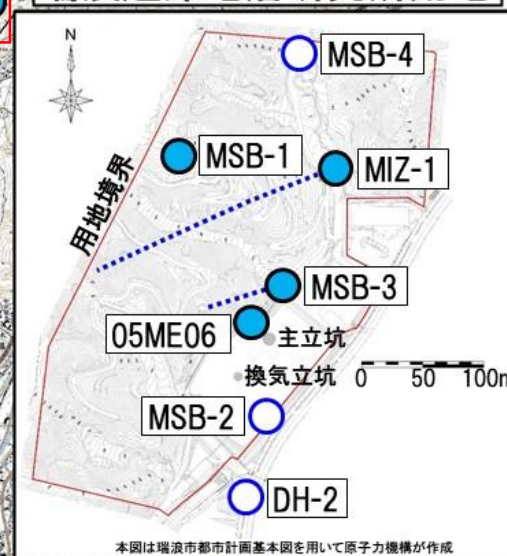 N
MSB-4
MSB-1
MIZ-1
用地境界
MSB-3
05ME06
主立坑
換気立坑
0 50 100m
MSB-2
DH-2
本図は瑞浪市都市計画基本図を用いて原子力機構が作成